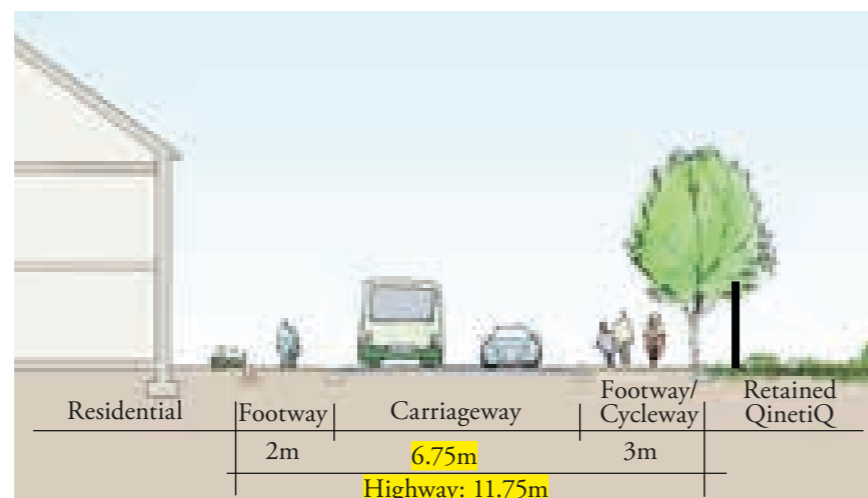 Residential
Footway
Carriageway
Footway/
Cycleway
Retained
QinetiQ
2m
6.75m
3m
Highway: 11.75m